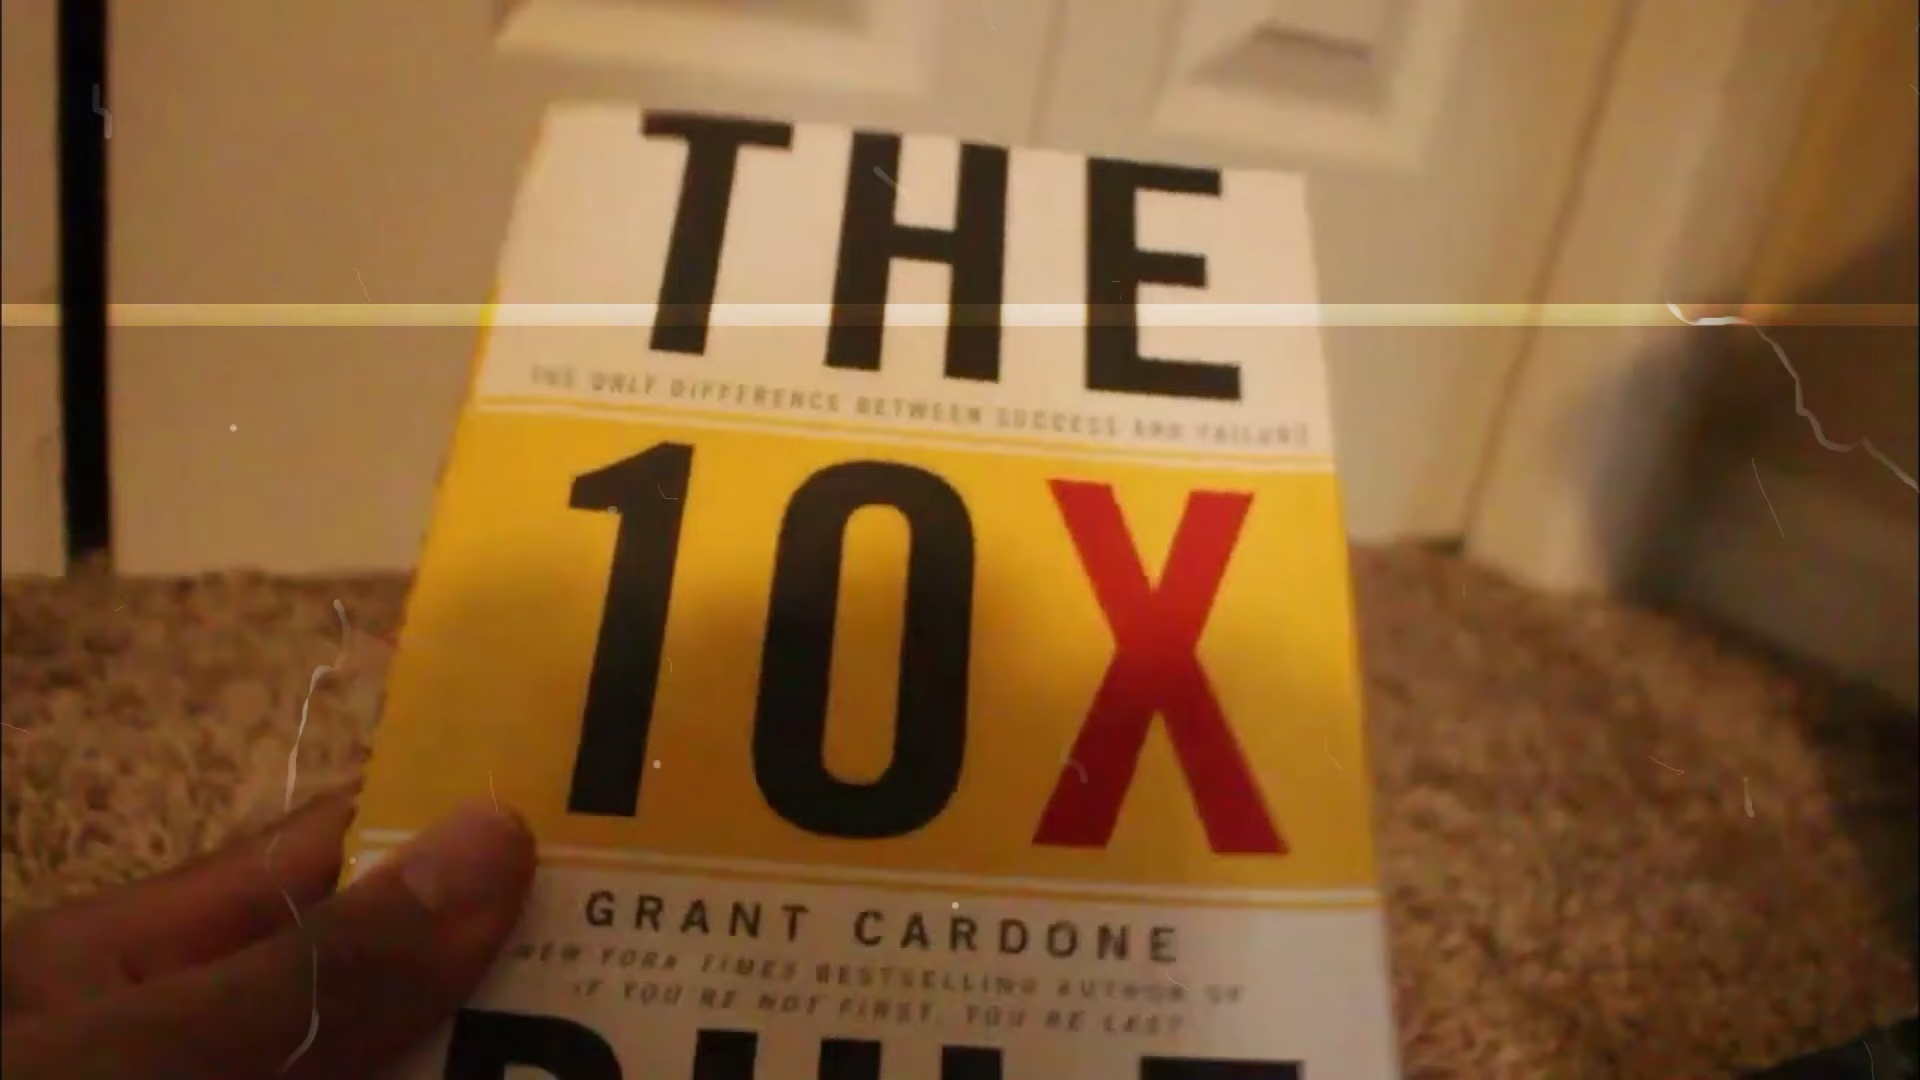 THE
THE ONLY DIFFERENCE BETWEEN SUCCESS AND FAILURE
10X
GRANT CARDONE
NEW YORK TIMES BESTSELLING AUTHOR OF
IF YOU'RE NOT FIRST, YOU'RE LAST
RULE